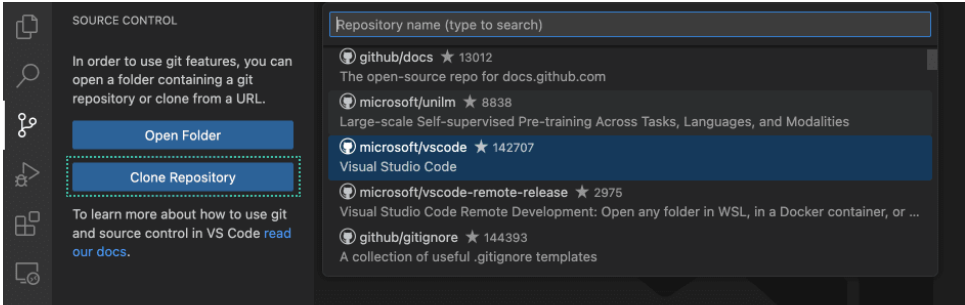 SOURCE CONTROL
In order to use git features, you can
open a folder containing a git
repository or clone from a URL.
Open Folder
Clone Repository
To learn more about how to use git
and source control in VS Code read
our docs.
Repository name (type to search)
github/docs ★ 13012
The open-source repo for docs.github.com
microsoft/unilm ★ 8838
Large-scale Self-supervised Pre-training Across Tasks, Languages, and Modalities
microsoft/vscode ★ 142707
Visual Studio Code
microsoft/vscode-remote-release ★ 2975
Visual Studio Code Remote Development: Open any folder in WSL, in a Docker container, or ...
github/gitignore ★ 144393
A collection of useful .gitignore templates